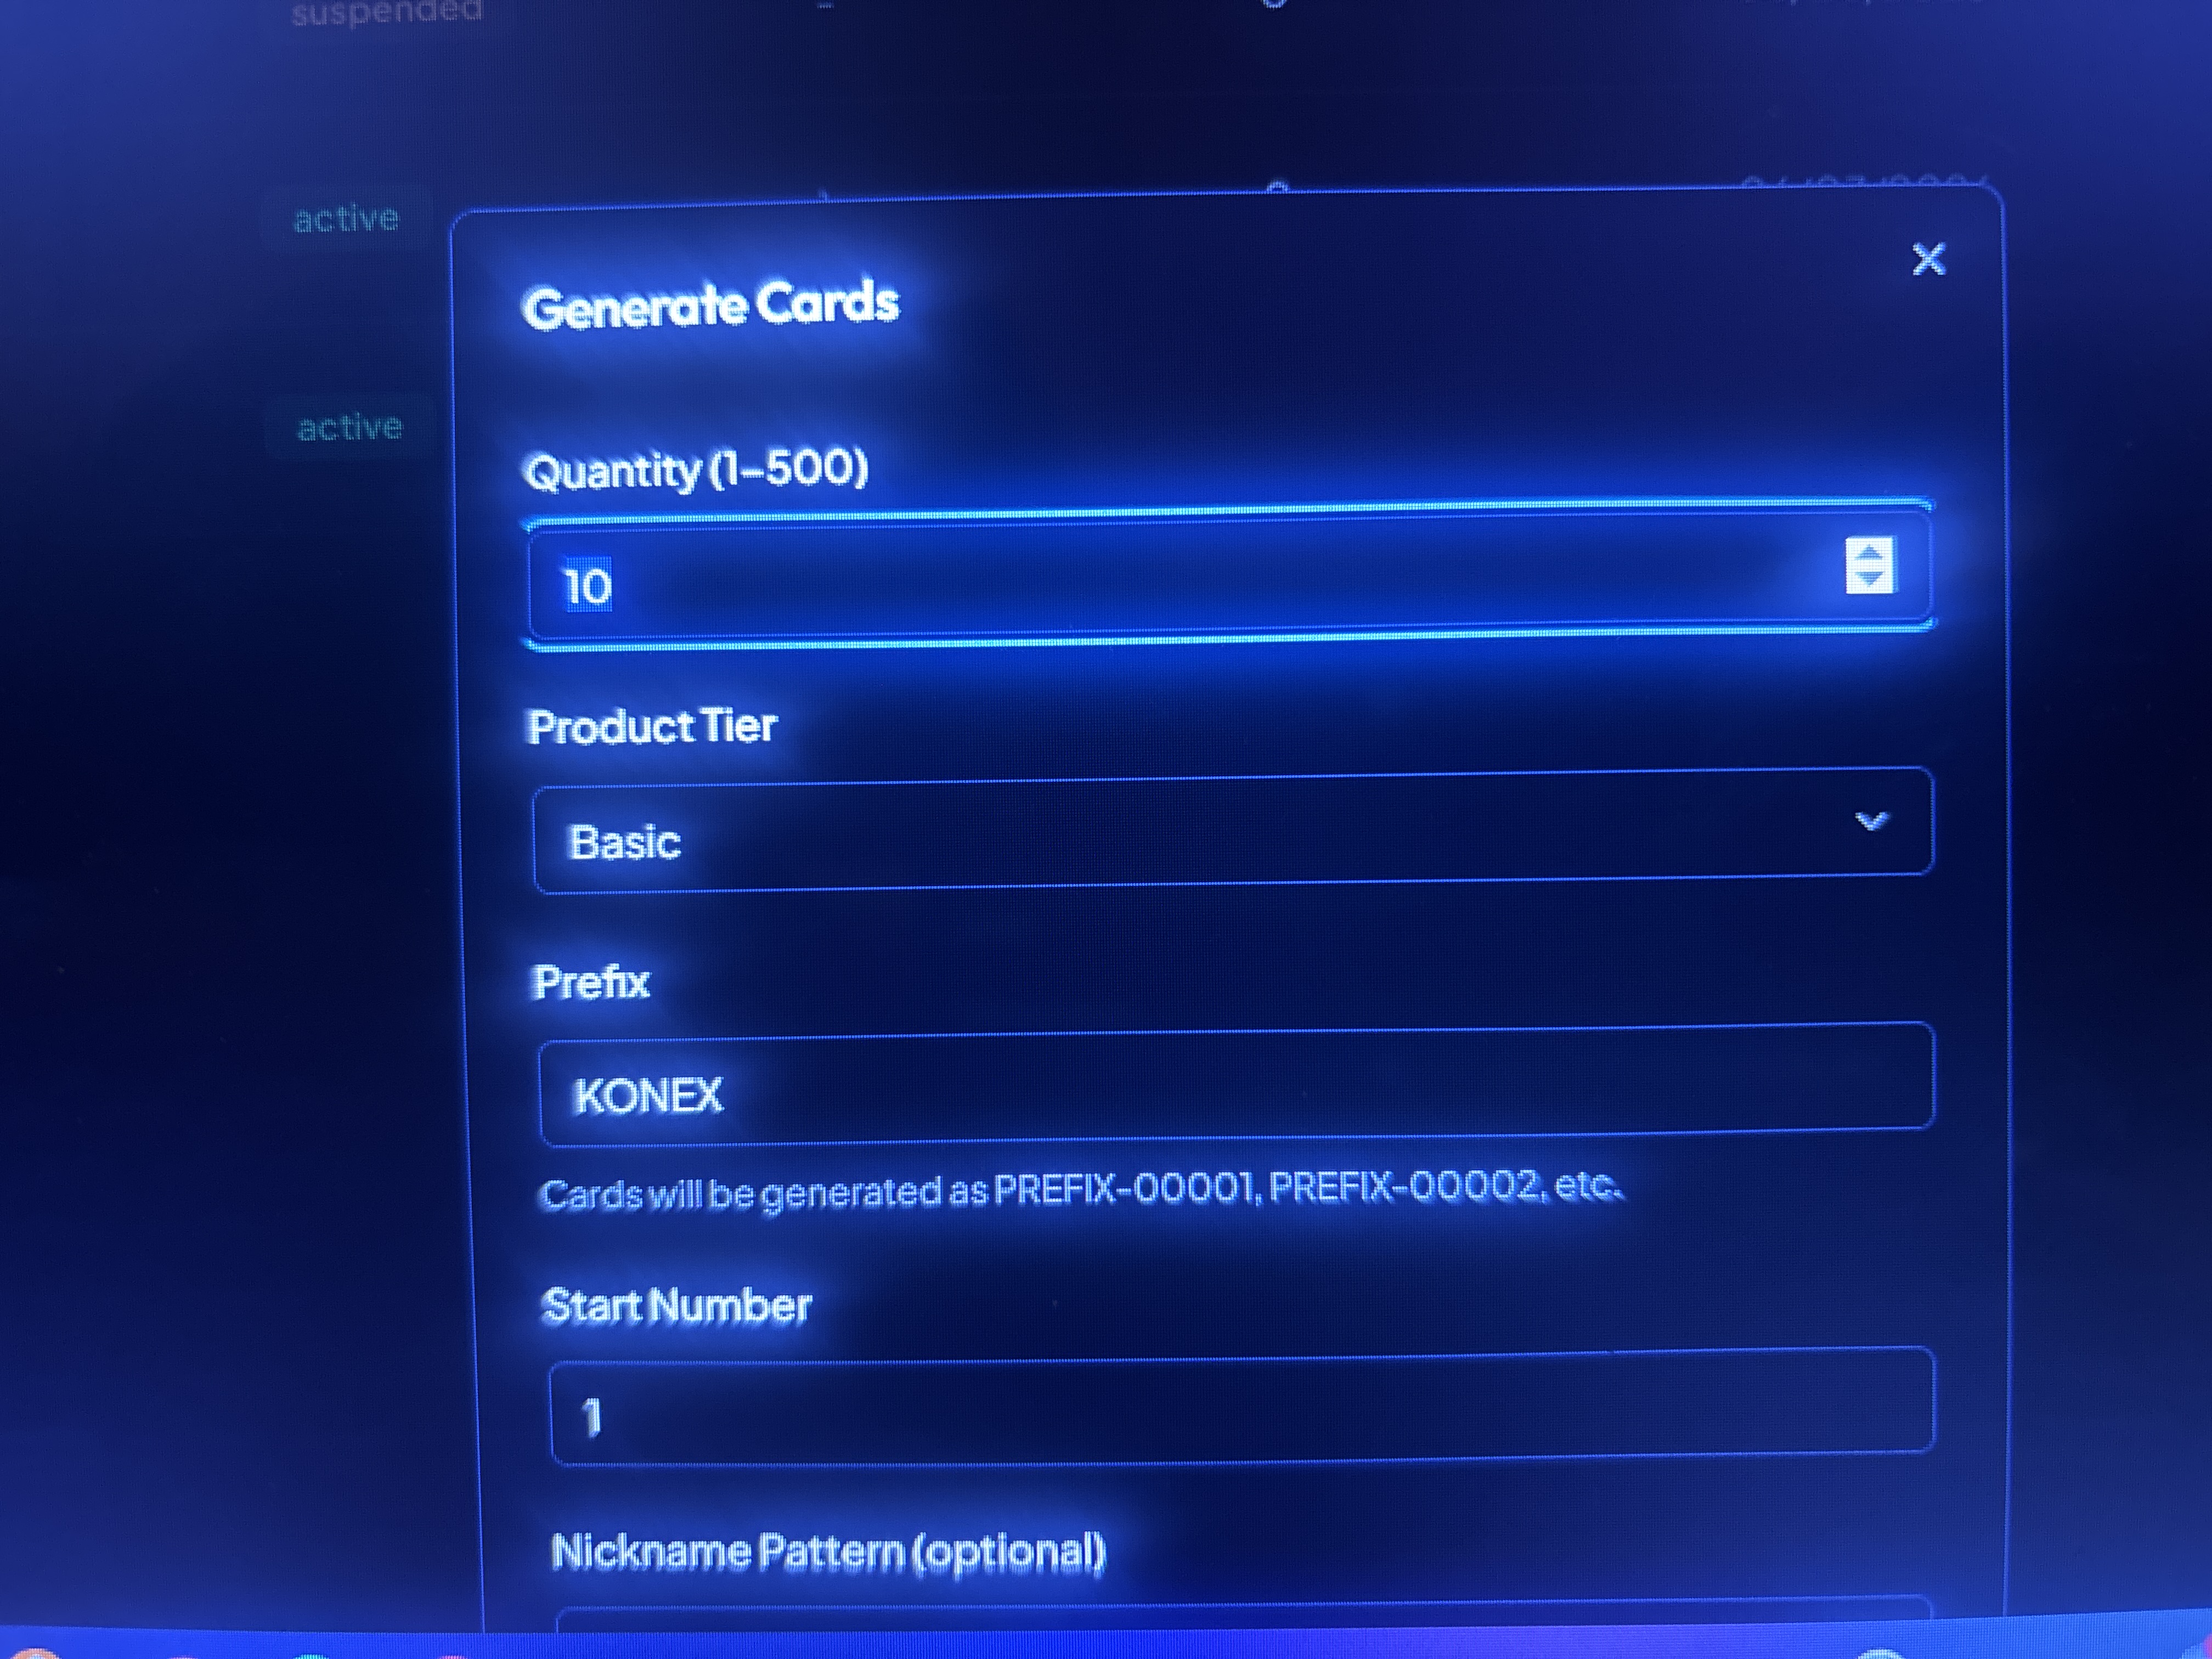 suspended
active
Generate Cards
Quantity (1–500)
10
active
Product Tier
Basic
Prefix
KONEX
Cards will be generated as PREFIX-00001, PREFIX-00002, etc.
Start Number
1
Nickname Pattern (optional)